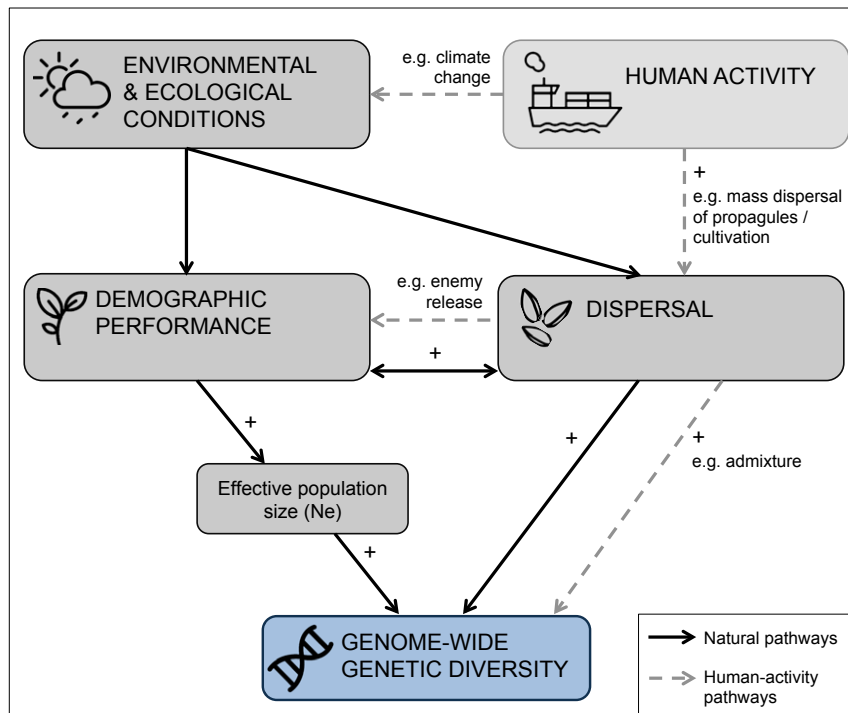 ENVIRONMENTAL
& ECOLOGICAL
CONDITIONS
e.g. climate
change
HUMAN ACTIVITY
+
e.g. mass dispersal
of propagules /
cultivation
DEMOGRAPHIC
PERFORMANCE
e.g. enemy
release
DISPERSAL
+
+
+
+
e.g. admixture
Effective population
size (Ne)
+
GENOME-WIDE
GENETIC DIVERSITY
Natural pathways
Human-activity
pathways